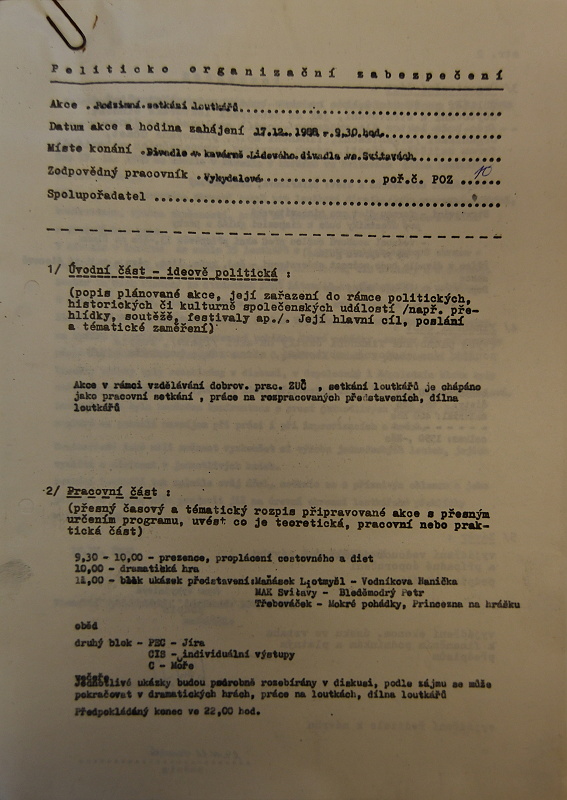 Politicko organizační zabezpečení
Akce . Rodzinné setkání loutkářů
Datum akce a hodina zahájení 17.12. 1988 v 9,30 hod.
Místo konání . Divadlo v kavárně Lidového divadla ve Svitavách
Zodpovědný pracovník . Vykydalová poř.č. POZ 10
Spolupořadatel
1/ Úvodní část - ideově politická :
(popis plánované akce, její zařazení do rámce politických,
historických či kulturně společenských událostí /např. pře-
hlídky, soutěžě, festivaly ap./. Její hlavní cíl, poslání
a tématické zaměření)
Akce v rámci vzdělávání dobrov. prac. ZUČ , setkání loutkářů je chápáno
jako pracovní setkání , práce na rozpracovaných představeních, dílna
loutkářů
2/ Pracovní část :
(přesný časový a tématický rozpis připravované akce s přesným
určením programu, uvést co je teoretická, pracovní nebo prak-
tická část)
9,30 - 10,00 - prezence, proplácení cestovného a diet
10,00 - dramatická hra
11,00 - blok ukázek představení: Maňásek Litomyšl - Vodníkova Hanička
MAK Svitavy - Bleděmodrý Petr
Třebováček - Mokré pohádky, Princezna na hrášku
oběd
druhý blok - PSC - Jíra
CIS - individuální výstupy
C - Moře
Jednotlivé ukázky budou podrobně rozebírány v diskusi, podle zájmu se může
pokračovat v dramatických hrách, práce na loutkách, dílna loutkářů
Předpokládaný konec ve 22,00 hod.